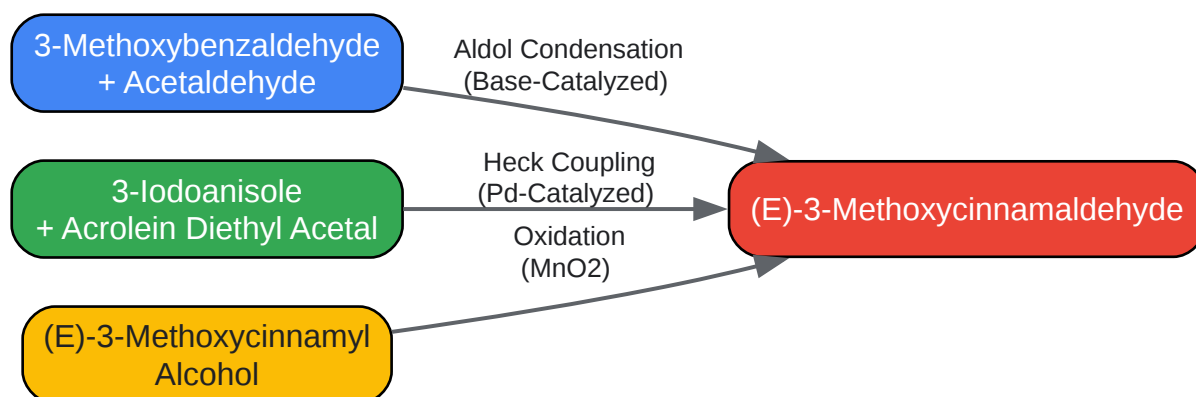 3-Methoxybenzaldehyde
+ Acetaldehyde
Aldol Condensation
(Base-Catalyzed)
3-Iodoanisole
+ Acrolein Diethyl Acetal
Heck Coupling
(Pd-Catalyzed)
(E)-3-Methoxycinnamaldehyde
Oxidation
(MnO2)
(E)-3-Methoxycinnamyl
Alcohol